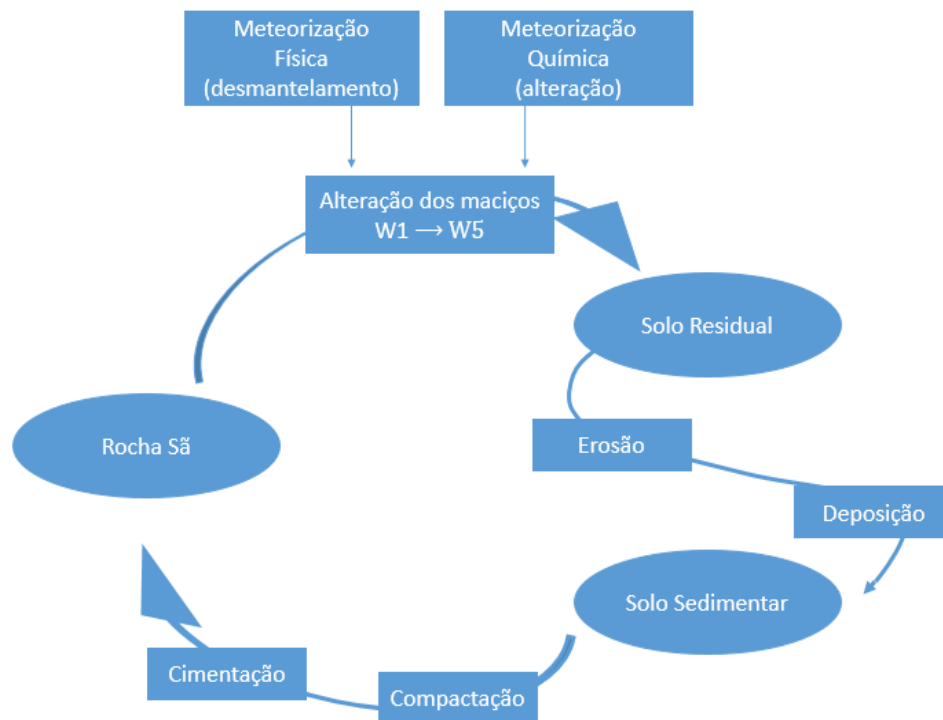 Meteorização
Física
(desmantelamento)
Meteorização
Química
(alteração)
Alteração dos maciços
W1 → W5
Solo Residual
Rocha Sã
Erosão
Deposição
Solo Sedimentar
Cimentação
Compactação